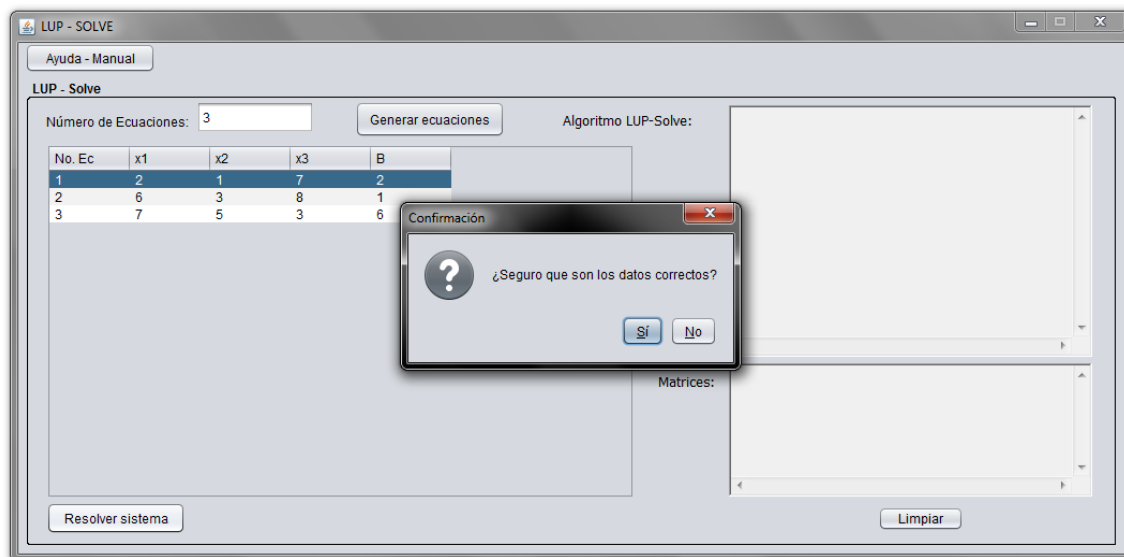 LUP - SOLVE
Ayuda - Manual
LUP - Solve
Número de Ecuaciones: 3 Generar ecuaciones Algoritmo LUP-Solve:
No. Ec x1 x2 x3 B
1 2 1 7 2
2 6 3 8 1
3 7 5 3 6
Confirmación
¿Seguro que son los datos correctos?
Sí No
Matrices:
Resolver sistema Limpiar